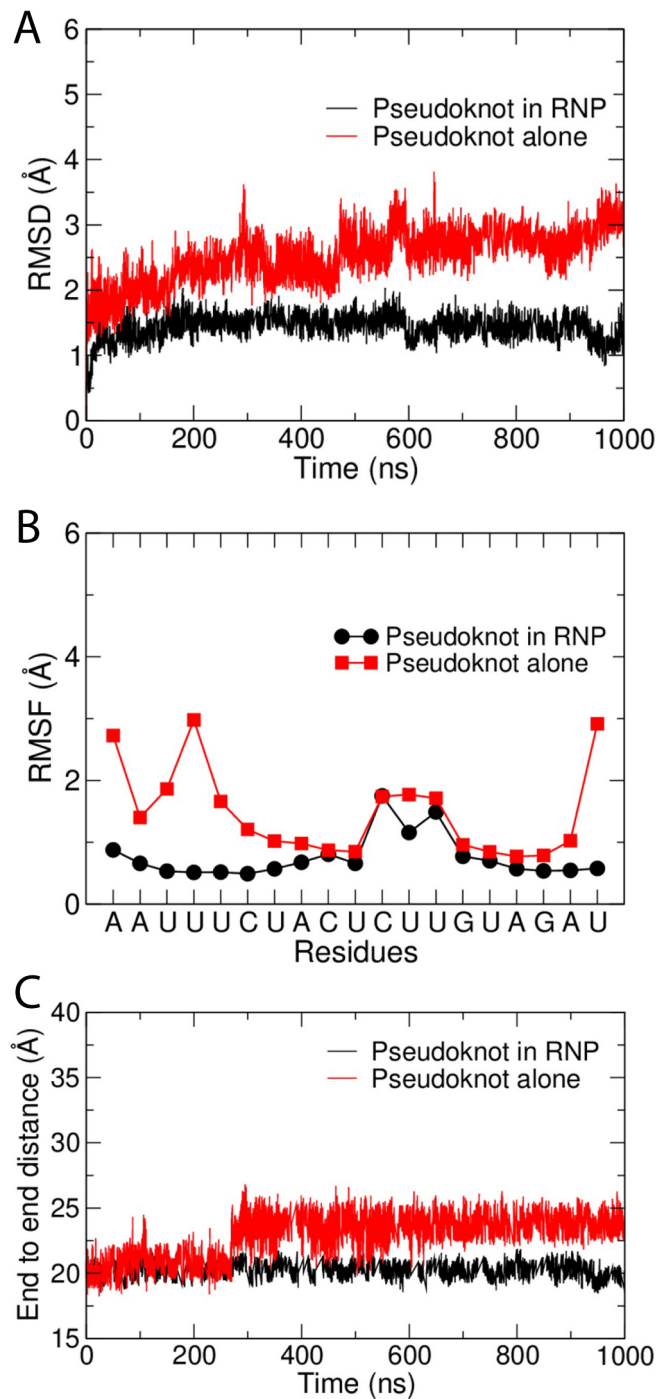 A
6
5
4
3
2
1
0
RMSD (Å)
Pseudoknot in RNP
Pseudoknot alone
0 200 400 600 800 1000
Time (ns)
B
6
4
2
0
RMSF (Å)
Pseudoknot in RNP
Pseudoknot alone
A A U U U C U A C U C U U G U A G A U
Residues
C
40
35
30
25
20
15
End to end distance (Å)
Pseudoknot in RNP
Pseudoknot alone
0 200 400 600 800 1000
Time (ns)